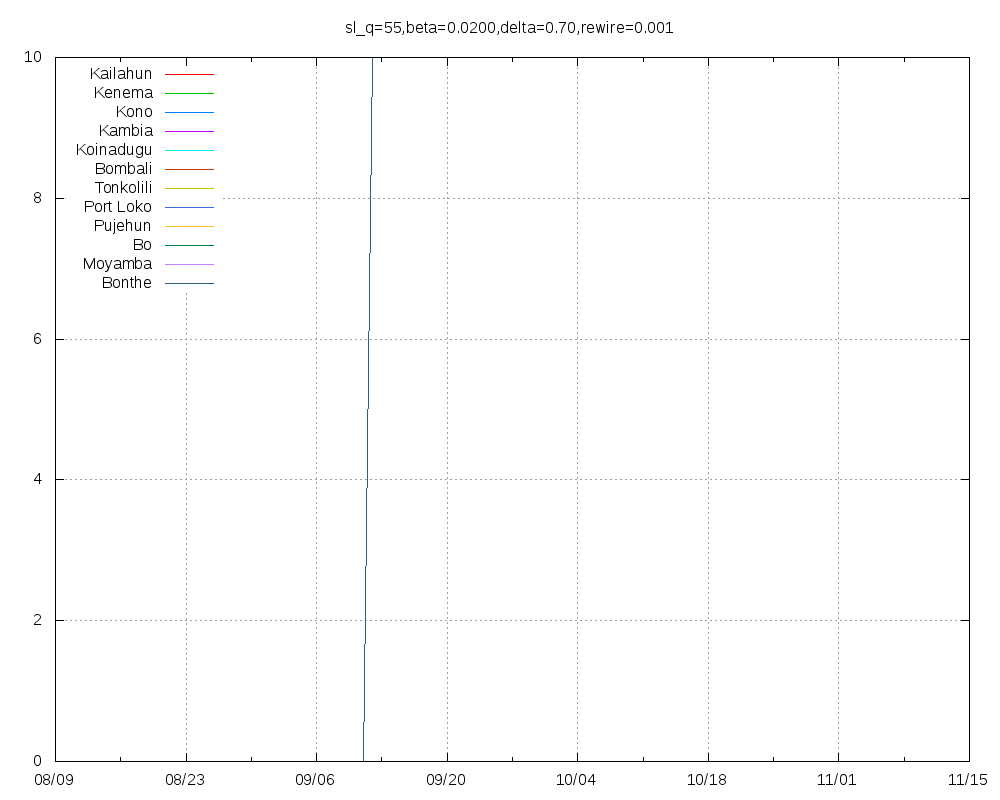 sl_q=55,beta=0.0200,delta=0.70,rewire=0.001
10
8
6
4
2
0
Kailahun
Kenema
Kono
Kambia
Koinadugu
Bombali
Tonkolili
Port Loko
Pujehun
Bo
Moyamba
Bonthe
08/09 08/23 09/06 09/20 10/04 10/18 11/01 11/15